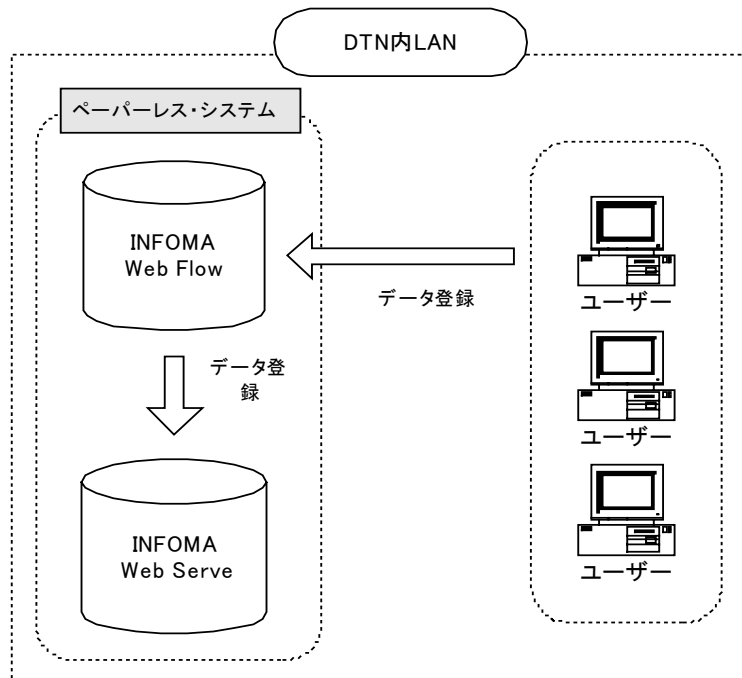 DTN内LAN
ペーパーレス・システム
INFOMA
Web Flow
データ登録
データ登
録
INFOMA
Web Serve
ユーザー
ユーザー
ユーザー